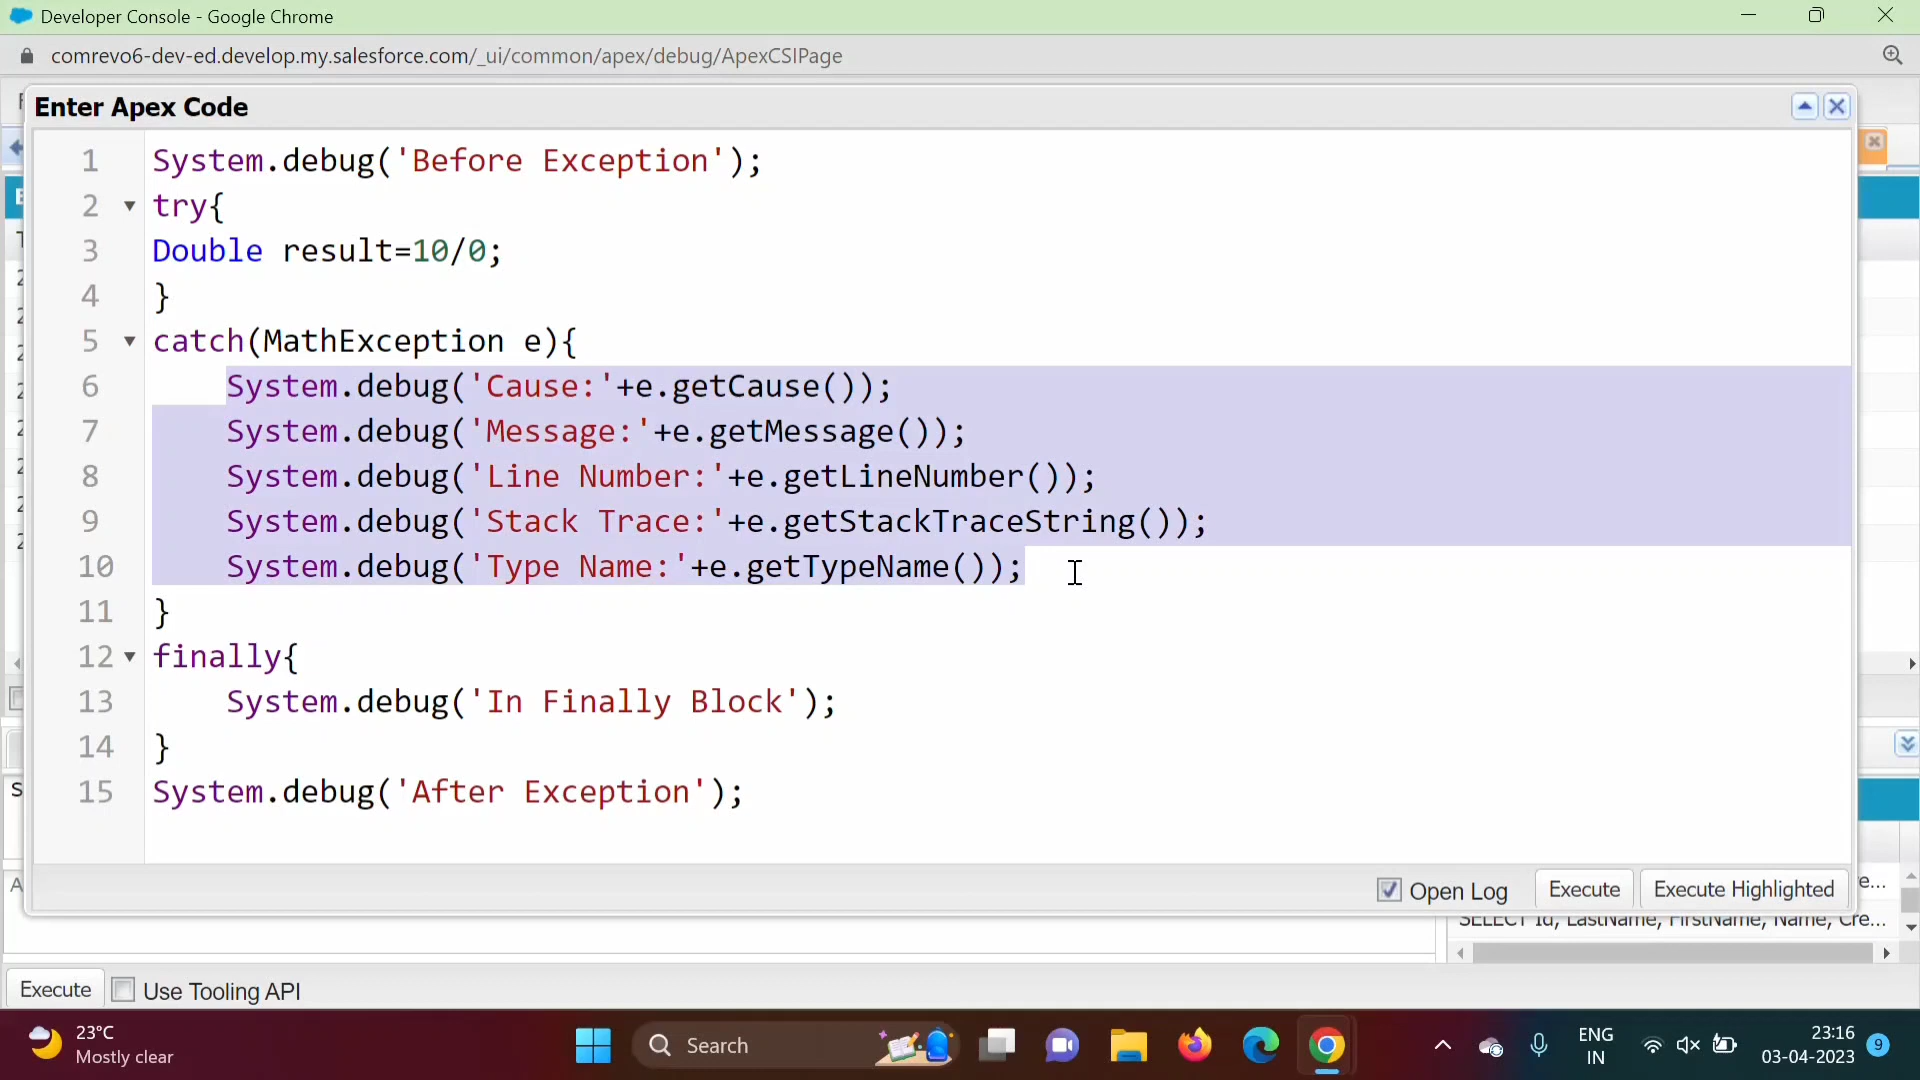 Developer Console - Google Chrome
comrevo6-dev-ed.develop.my.salesforce.com/_ui/common/apex/debug/ApexCSIPage
Enter Apex Code
1 System.debug('Before Exception');
2 try{
3 Double result=10/0;
4 }
5 catch(MathException e){
6 System.debug('Cause:'+e.getCause());
7 System.debug('Message:'+e.getMessage());
8 System.debug('Line Number:'+e.getLineNumber());
9 System.debug('Stack Trace:'+e.getStackTraceString());
10 System.debug('Type Name:'+e.getTypeName());
11 }
12 finally{
13 System.debug('In Finally Block');
14 }
15 System.debug('After Exception');
Open Log Execute Execute Highlighted
SELECT Id, LastName, FirstName, Name, Cre...
Execute Use Tooling API
23°C
Mostly clear
Search
ENG
IN
23:16
03-04-2023
9